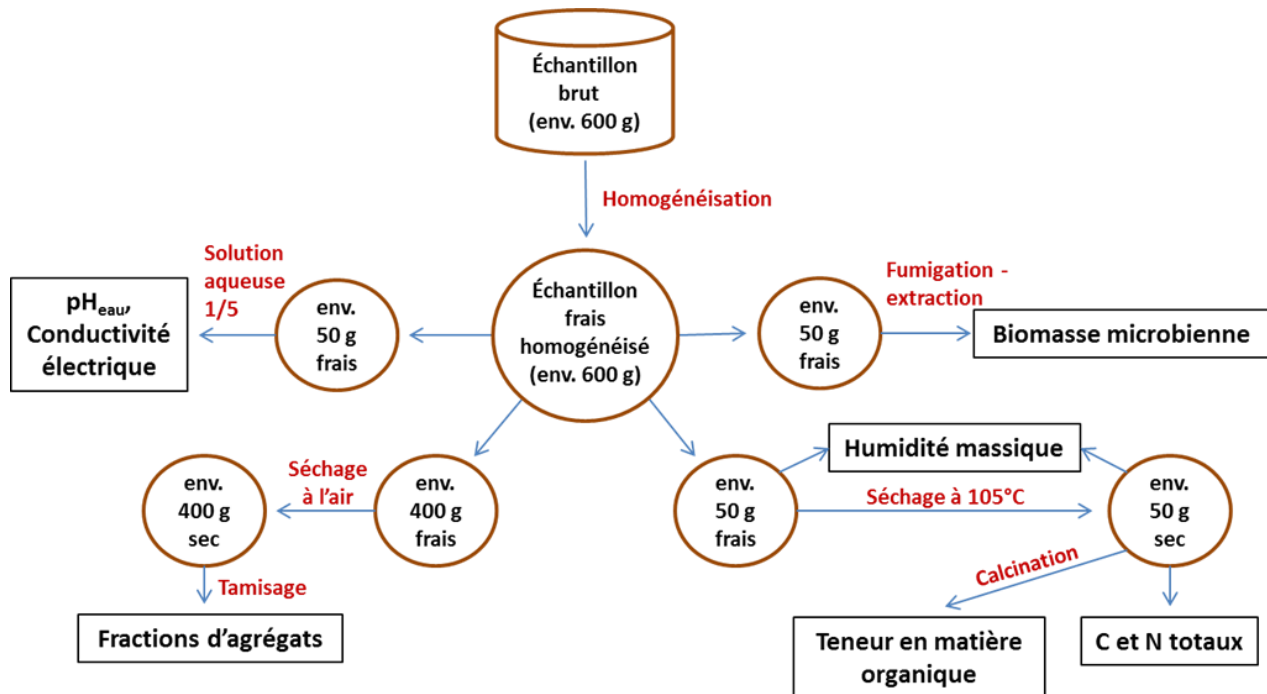 Échantillon
brut
(env. 600 g)
Homogénéisation
Solution
aqueuse
1/5
Fumigation -
extraction
pHeau,
Conductivité
électrique
env.
50 g
frais
Échantillon
frais
homogénéisé
(env. 600 g)
env.
50 g
frais
Biomasse microbienne
Humidité massique
Séchage
à l'air
env.
400 g
sec
env.
400 g
frais
env.
50 g
frais
Séchage à 105°C
env.
50 g
sec
Tamisage
Calcination
Fractions d'agrégats
Teneur en matière
organique
C et N totaux